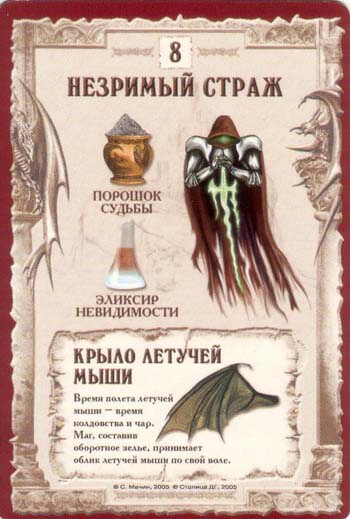 8
НЕЗРИМЫЙ СТРАЖ
ПОРОШОК
СУДЬБЫ
ЭЛИКСИР
НЕВИДИМОСТИ
КРЫЛО ЛЕТУЧЕЙ
МЫШИ
Время полета летучей
мыши – время
колдовства и чар.
Маг, составив
оборотное зелье, принимает
облик летучей мыши по свой воле.
© С. Мачин, 2005 © Столица ДГ, 2005